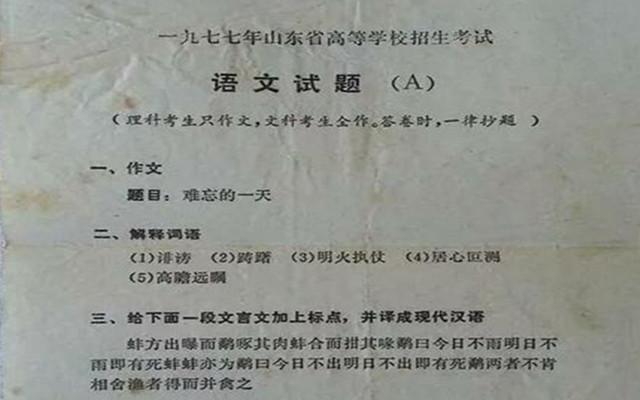 一九七七年山东省高等学校招生考试
语文试题（A）
（理科考生只作文，文科考生全作。答卷时，一律抄题）
一、作文
题目：难忘的一天
二、解释词语
(1)诽谤 (2)踌躇 (3)明火执仗 (4)居心叵测
(5)高瞻远瞩
三、给下面一段文言文加上标点，并译成现代汉语
蚌方出曝而鹬啄其肉蚌合而拑其喙鹬曰今日不雨明日不
雨即有死蚌蚌亦为鹬曰今日不出明日不出即有死鹬两者不肯
相舍渔者得而并禽之